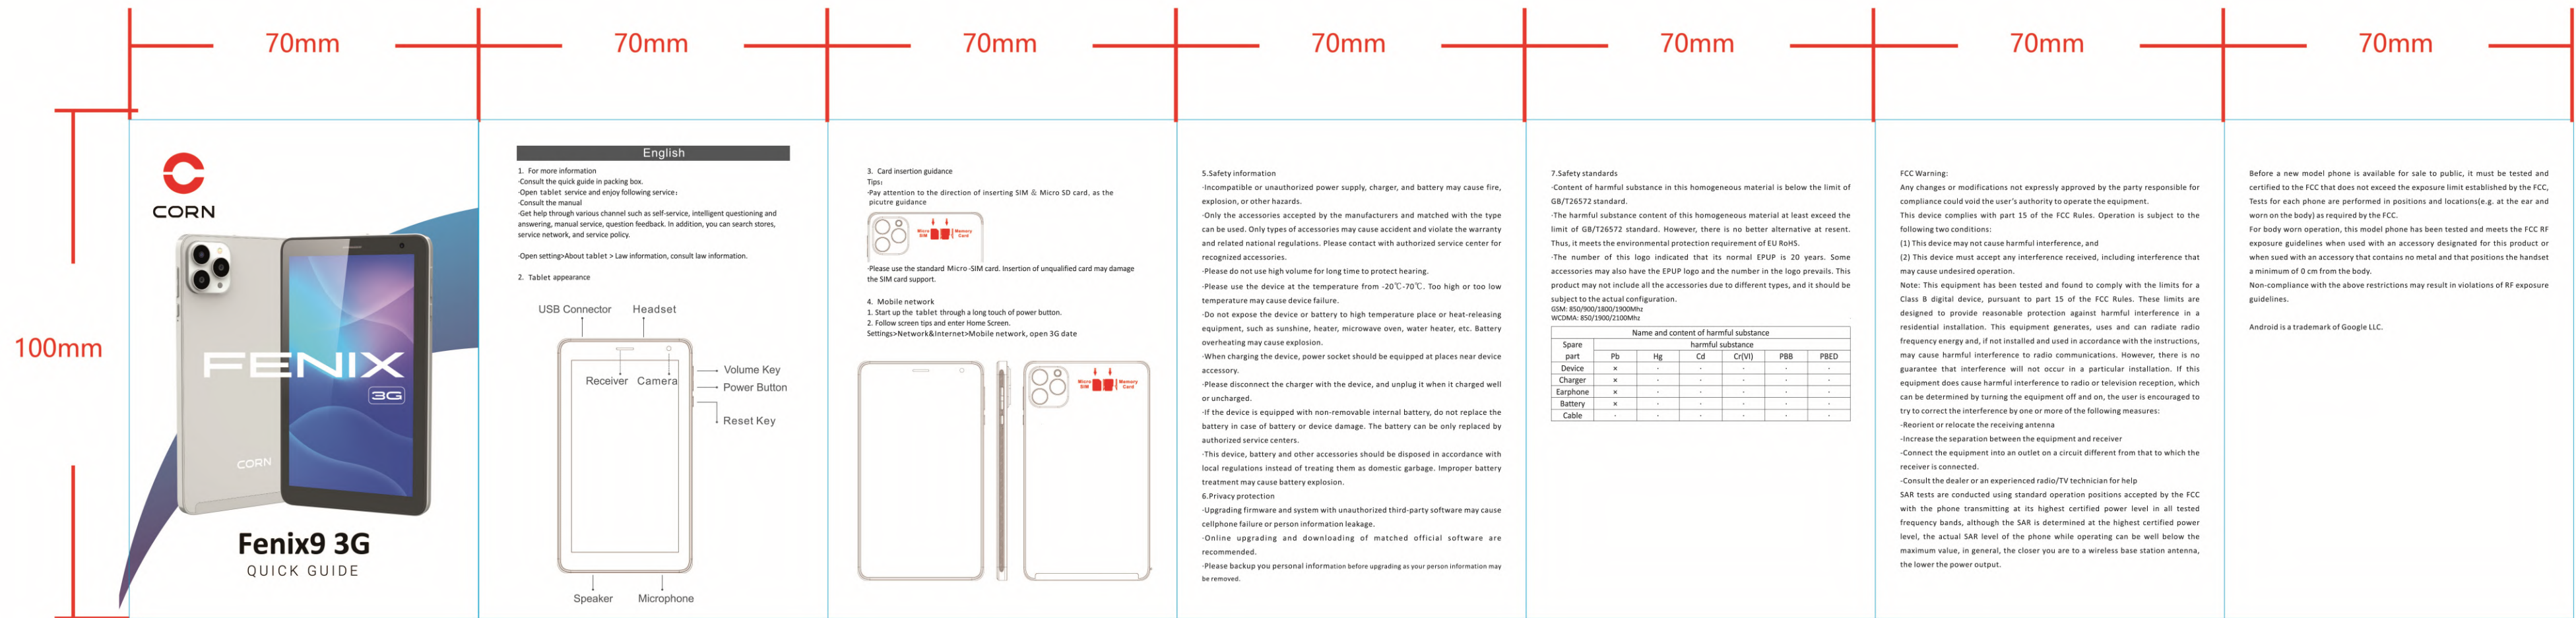 70mm 70mm 70mm 70mm 70mm 70mm 70mm
100mm
CORN
FENIX
3G
CORN
Fenix9 3G
QUICK GUIDE
English
1. For more information
·Consult the quick guide in packing box.
·Open tablet service and enjoy following service:
·Consult the manual
·Get help through various channel such as self-service, intelligent questioning and
answering, manual service, question feedback. In addition, you can search stores,
service network, and service policy.
·Open setting>About tablet > Law information, consult law information.
2. Tablet appearance
USB Connector Headset
Receiver Camera
Volume Key
Power Button
Reset Key
Speaker Microphone
3. Card insertion guidance
Tips:
·Pay attention to the direction of inserting SIM & Micro SD card, as the
picutre guidance
Micro SIM Memory Card
·Please use the standard Micro -SIM card. Insertion of unqualified card may damage
the SIM card support.
4. Mobile network
1. Start up the tablet through a long touch of power button.
2. Follow screen tips and enter Home Screen.
Settings>Network&Internet>Mobile network, open 3G date
Micro SIM Memory Card
5.Safety information
·Incompatible or unauthorized power supply, charger, and battery may cause fire,
explosion, or other hazards.
·Only the accessories accepted by the manufacturers and matched with the type
can be used. Only types of accessories may cause accident and violate the warranty
and related national regulations. Please contact with authorized service center for
recognized accessories.
·Please do not use high volume for long time to protect hearing.
·Please use the device at the temperature from -20℃-70℃. Too high or too low
temperature may cause device failure.
·Do not expose the device or battery to high temperature place or heat-releasing
equipment, such as sunshine, heater, microwave oven, water heater, etc. Battery
overheating may cause explosion.
·When charging the device, power socket should be equipped at places near device
accessory.
·Please disconnect the charger with the device, and unplug it when it charged well
or uncharged.
·If the device is equipped with non-removable internal battery, do not replace the
battery in case of battery or device damage. The battery can be only replaced by
authorized service centers.
·This device, battery and other accessories should be disposed in accordance with
local regulations instead of treating them as domestic garbage. Improper battery
treatment may cause battery explosion.
6.Privacy protection
·Upgrading firmware and system with unauthorized third-party software may cause
cellphone failure or person information leakage.
·Online upgrading and downloading of matched official software are
recommended.
·Please backup you personal information before upgrading as your person information may
be removed.
7.Safety standards
·Content of harmful substance in this homogeneous material is below the limit of
GB/T26572 standard.
·The harmful substance content of this homogeneous material at least exceed the
limit of GB/T26572 standard. However, there is no better alternative at resent.
Thus, it meets the environmental protection requirement of EU RoHS.
·The number of this logo indicated that its normal EPUP is 20 years. Some
accessories may also have the EPUP logo and the number in the logo prevails. This
product may not include all the accessories due to different types, and it should be
subject to the actual configuration.
GSM: 850/900/1800/1900Mhz
WCDMA: 850/1900/2100Mhz
Name and content of harmful substance
Spare part harmful substance
Pb Hg Cd Cr(VI) PBB PBED
Device × · · · · ·
Charger × · · · · ·
Earphone × · · · · ·
Battery × · · · · ·
Cable · · · · · ·
FCC Warning:
Any changes or modifications not expressly approved by the party responsible for
compliance could void the user's authority to operate the equipment.
This device complies with part 15 of the FCC Rules. Operation is subject to the
following two conditions:
(1) This device may not cause harmful interference, and
(2) This device must accept any interference received, including interference that
may cause undesired operation.
Note: This equipment has been tested and found to comply with the limits for a
Class B digital device, pursuant to part 15 of the FCC Rules. These limits are
designed to provide reasonable protection against harmful interference in a
residential installation. This equipment generates, uses and can radiate radio
frequency energy and, if not installed and used in accordance with the instructions,
may cause harmful interference to radio communications. However, there is no
guarantee that interference will not occur in a particular installation. If this
equipment does cause harmful interference to radio or television reception, which
can be determined by turning the equipment off and on, the user is encouraged to
try to correct the interference by one or more of the following measures:
-Reorient or relocate the receiving antenna
-Increase the separation between the equipment and receiver
-Connect the equipment into an outlet on a circuit different from that to which the
receiver is connected.
-Consult the dealer or an experienced radio/TV technician for help
SAR tests are conducted using standard operation positions accepted by the FCC
with the phone transmitting at its highest certified power level in all tested
frequency bands, although the SAR is determined at the highest certified power
level, the actual SAR level of the phone while operating can be well below the
maximum value, in general, the closer you are to a wireless base station antenna,
the lower the power output.
Before a new model phone is available for sale to public, it must be tested and
certified to the FCC that does not exceed the exposure limit established by the FCC,
Tests for each phone are performed in positions and locations(e.g. at the ear and
worn on the body) as required by the FCC.
For body worn operation, this model phone has been tested and meets the FCC RF
exposure guidelines when used with an accessory designated for this product or
when sued with an accessory that contains no metal and that positions the handset
a minimum of 0 cm from the body.
Non-compliance with the above restrictions may result in violations of RF exposure
guidelines.
Android is a trademark of Google LLC.